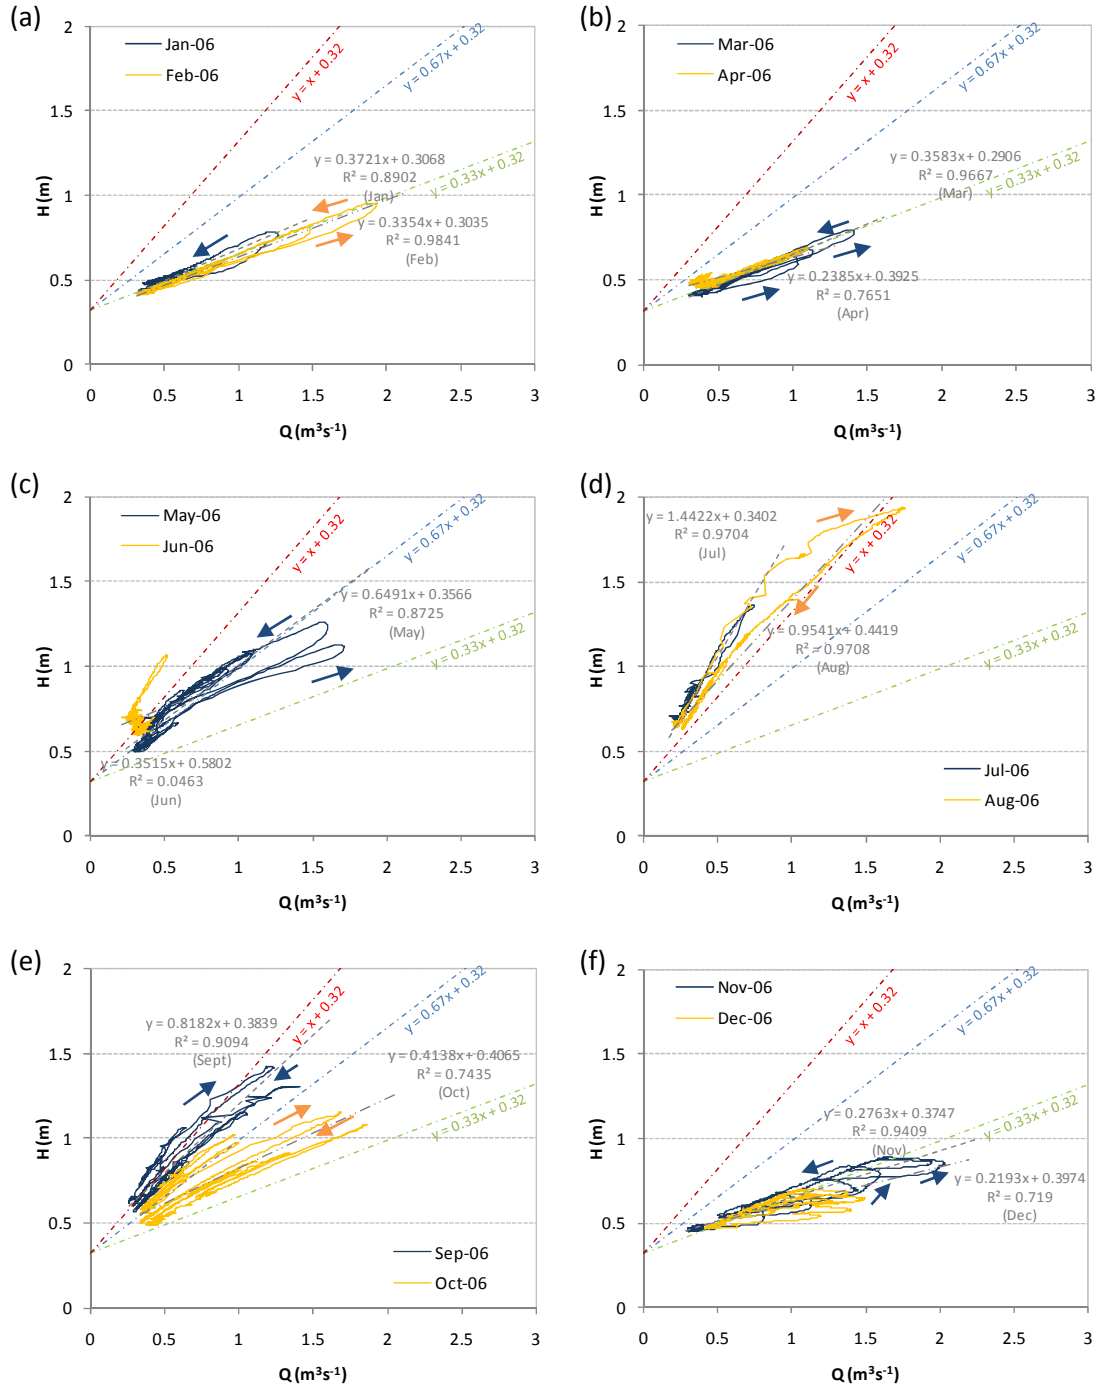 (a)
2
1.5
1
0.5
0
H (m)
Jan-06
Feb-06
y = x + 0.32
y = 0.67x + 0.32
y = 0.33x + 0.32
y = 0.3721x + 0.3068
R² = 0.8902
(Jan)
y = 0.3354x + 0.3035
R² = 0.9841
(Feb)
0 0.5 1 1.5 2 2.5 3
Q (m³s⁻¹)
(b)
2
1.5
1
0.5
0
H (m)
Mar-06
Apr-06
y = x + 0.32
y = 0.67x + 0.32
y = 0.3583x + 0.2906
R² = 0.9667
(Mar)
y = 0.33x + 0.32
y = 0.2385x + 0.3925
R² = 0.7651
(Apr)
0 0.5 1 1.5 2 2.5 3
Q (m³s⁻¹)
(c)
2
1.5
1
0.5
0
H (m)
May-06
Jun-06
y = x + 0.32
y = 0.67x + 0.32
y = 0.6491x + 0.3566
R² = 0.8725
(May)
y = 0.33x + 0.32
y = 0.3515x + 0.5802
R² = 0.0463
(Jun)
0 0.5 1 1.5 2 2.5 3
Q (m³s⁻¹)
(d)
2
1.5
1
0.5
0
H (m)
y = 1.4422x + 0.3402
R² = 0.9704
(Jul)
y = x + 0.32
y = 0.67x + 0.32
y = 0.9541x + 0.4419
R² = 0.9708
(Aug)
y = 0.33x + 0.32
Jul-06
Aug-06
0 0.5 1 1.5 2 2.5 3
Q (m³s⁻¹)
(e)
2
1.5
1
0.5
0
H (m)
y = 0.8182x + 0.3839
R² = 0.9094
(Sept)
y = x + 0.32
y = 0.67x + 0.32
y = 0.4138x + 0.4065
R² = 0.7435
(Oct)
y = 0.33x + 0.32
Sep-06
Oct-06
0 0.5 1 1.5 2 2.5 3
Q (m³s⁻¹)
(f)
2
1.5
1
0.5
0
H (m)
Nov-06
Dec-06
y = x + 0.32
y = 0.67x + 0.32
y = 0.2763x + 0.3747
R² = 0.9409
(Nov)
y = 0.33x + 0.32
y = 0.2193x + 0.3974
R² = 0.719
(Dec)
0 0.5 1 1.5 2 2.5 3
Q (m³s⁻¹)